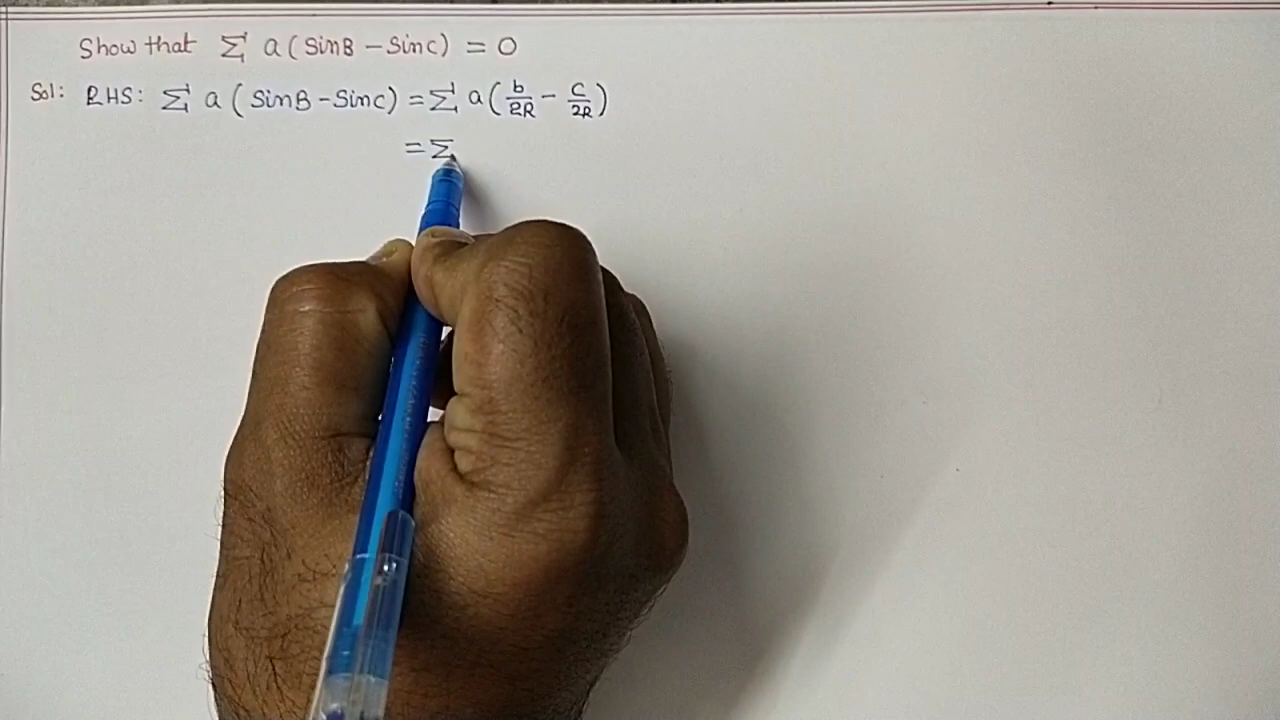 Show that Σ a (SinB - Sinc) = 0
Sol: RHS: Σ a (SinB - Sinc) = Σ a (b/2R - c/2R)
= Σ